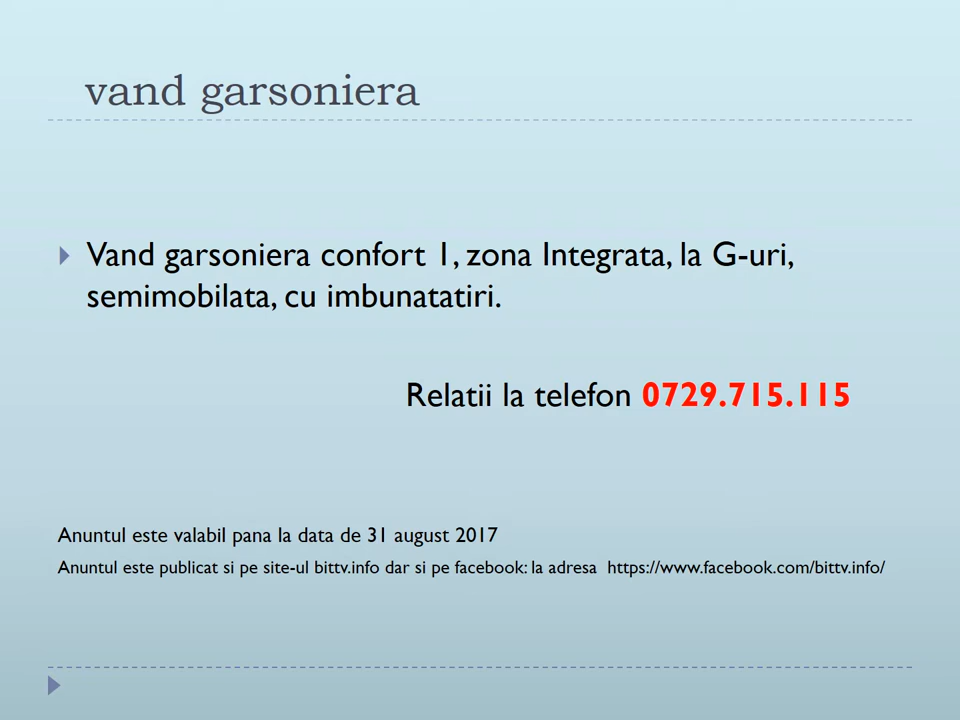 vand garsoniera
Vand garsoniera confort 1, zona Integrata, la G-uri,
semimobilata, cu imbunatatiri.
Relatii la telefon 0729.715.115
Anuntul este valabil pana la data de 31 august 2017
Anuntul este publicat si pe site-ul bittv.info dar si pe facebook: la adresa https://www.facebook.com/bittv.info/